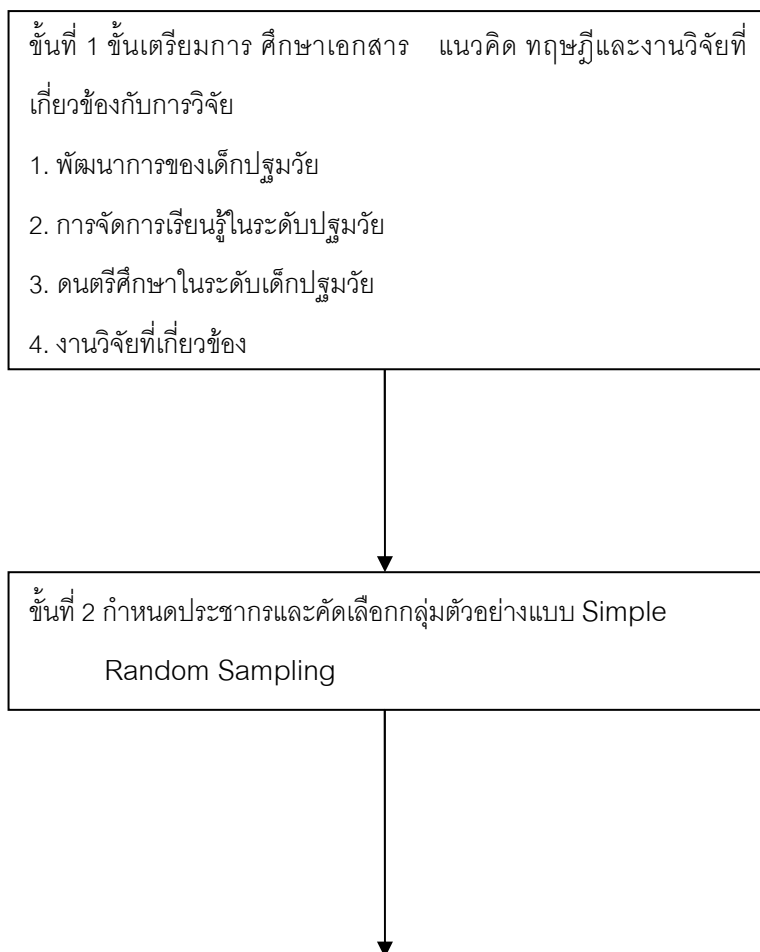 ขั้นที่ 1 ขั้นเตรียมการ ศึกษาเอกสาร แนวคิด ทฤษฎีและงานวิจัยที่
เกี่ยวข้องกับการวิจัย
1. พัฒนาการของเด็กปฐมวัย
2. การจัดการเรียนรู้ในระดับปฐมวัย
3. ดนตรีศึกษาในระดับเด็กปฐมวัย
4. งานวิจัยที่เกี่ยวข้อง
ขั้นที่ 2 กำหนดประชากรและคัดเลือกกลุ่มตัวอย่างแบบ Simple
Random Sampling